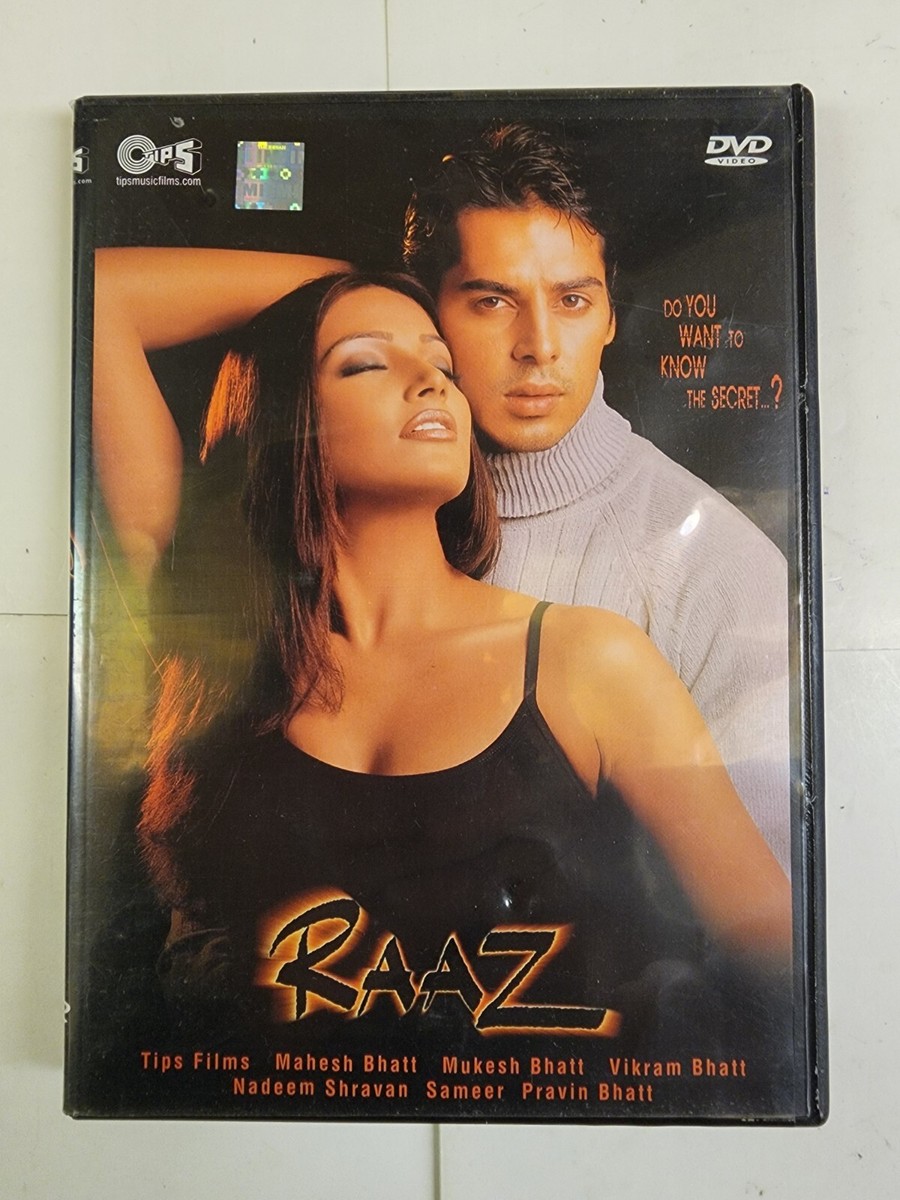 TIPS
tipsmusicfilms.com
DVD
VIDEO
DO YOU
WANT TO
KNOW
THE SECRET...?
RAAZ
Tips Films Mahesh Bhatt Mukesh Bhatt Vikram Bhatt
Nadeem Shravan Sameer Pravin Bhatt